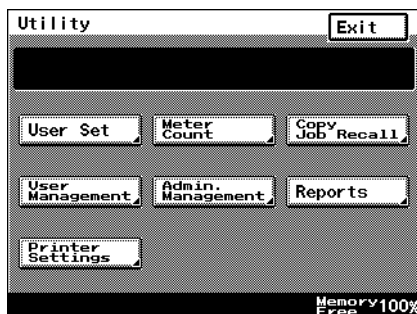 Utility
Exit
User Set
Meter
Count
Copy
Job Recall
User
Management
Admin.
Management
Reports
Printer
Settings
Memory
Free 100%